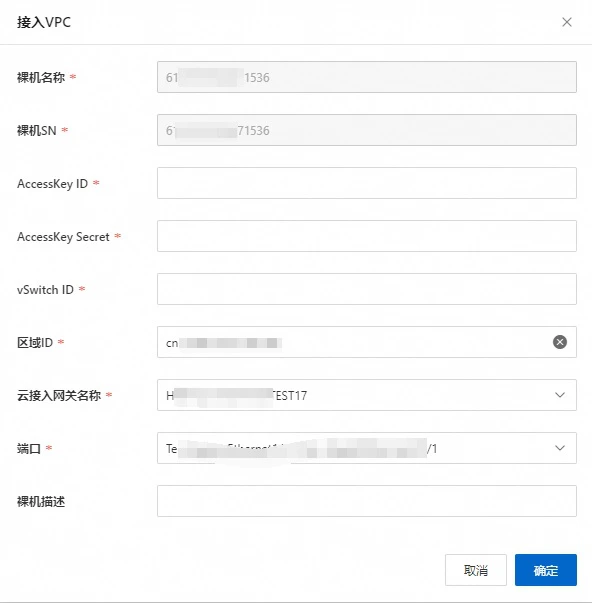 接入VPC
裸机名称 *
61 1536
裸机SN *
6 71536
AccessKey ID *
AccessKey Secret *
vSwitch ID *
区域ID *
cn
云接入网关名称 *
H TEST17
端口 *
Te /1
裸机描述
取消 确定